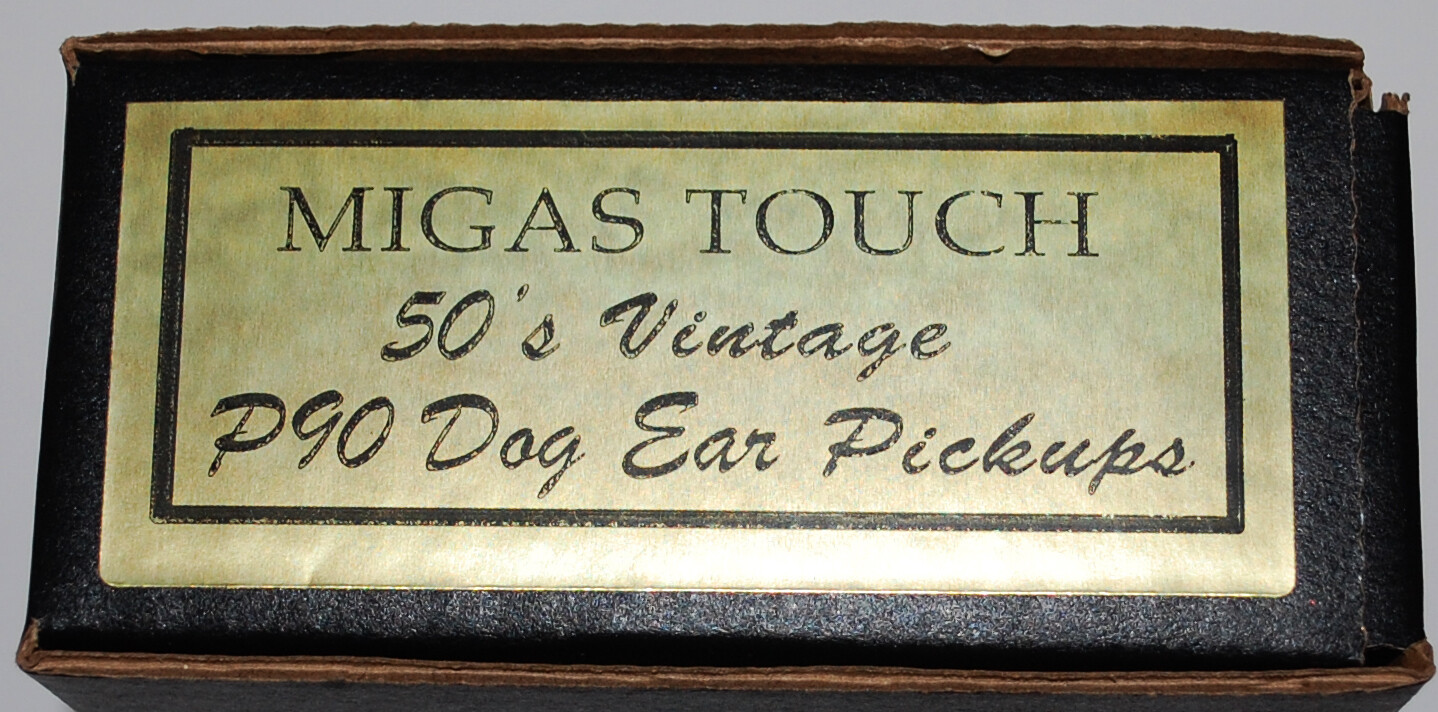 MIGAS TOUCH
50's Vintage
P90 Dog Ear Pickups